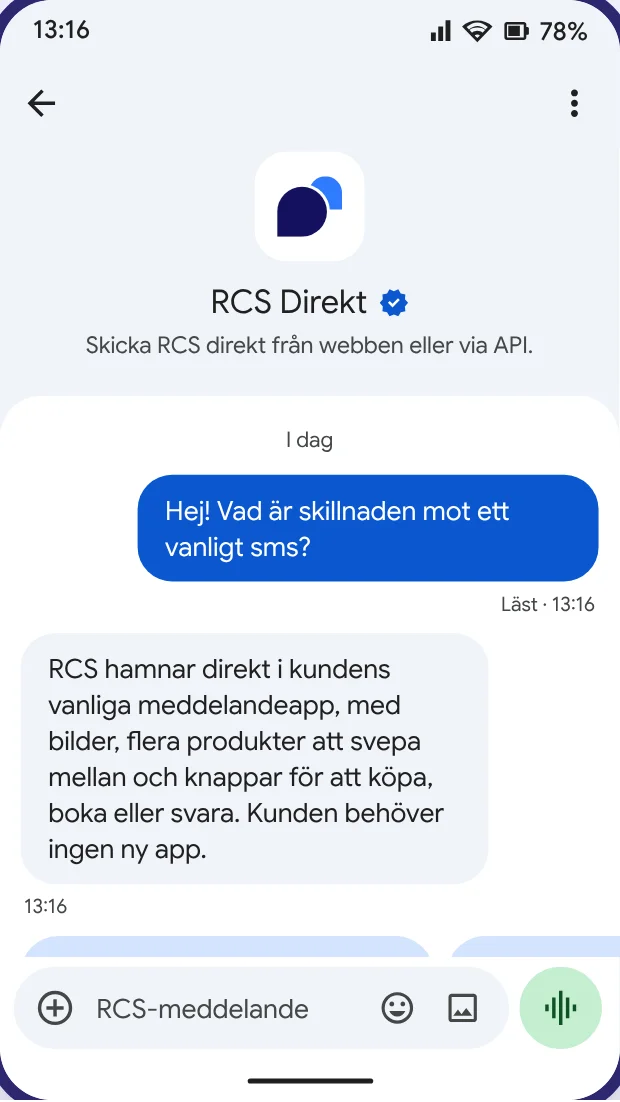 13:16
78%
RCS Direkt
Skicka RCS direkt från webben eller via API.
I dag
Hej! Vad är skillnaden mot ett
vanligt sms?
Läst · 13:16
RCS hamnar direkt i kundens
vanliga meddelandeapp, med
bilder, flera produkter att svepa
mellan och knappar för att köpa,
boka eller svara. Kunden behöver
ingen ny app.
13:16
RCS-meddelande